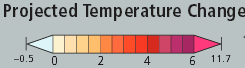 Projected Temperature Change
−0.5 0 2 4 6 11.7